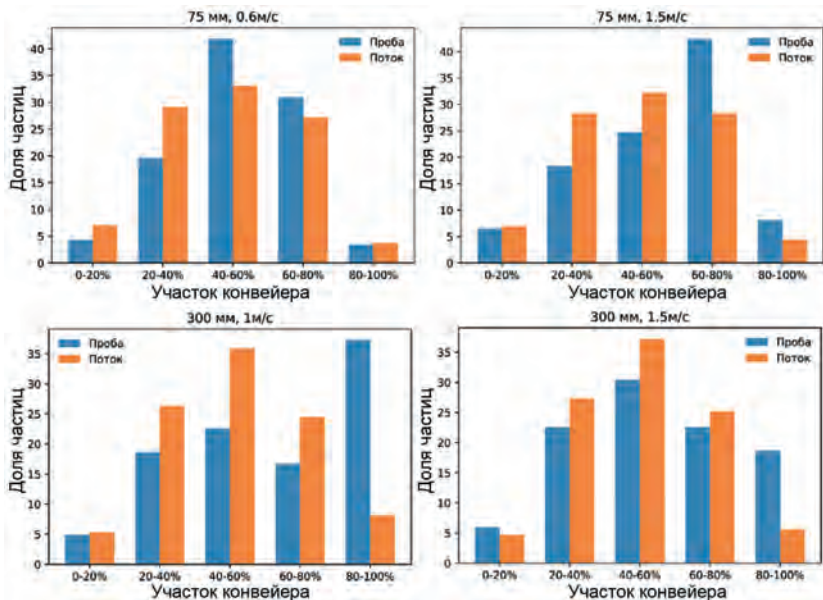 75 мм, 0.6м/с
Доля частиц
40
35
30
25
20
15
10
5
0
Проба
Поток
0-20% 20-40% 40-60% 60-80% 80-100%
Участок конвейера
75 мм, 1.5м/с
Доля частиц
40
35
30
25
20
15
10
5
0
Проба
Поток
0-20% 20-40% 40-60% 60-80% 80-100%
Участок конвейера
300 мм, 1м/с
Доля частиц
35
30
25
20
15
10
5
0
Проба
Поток
0-20% 20-40% 40-60% 60-80% 80-100%
Участок конвейера
300 мм, 1.5м/с
Доля частиц
35
30
25
20
15
10
5
0
Проба
Поток
0-20% 20-40% 40-60% 60-80% 80-100%
Участок конвейера